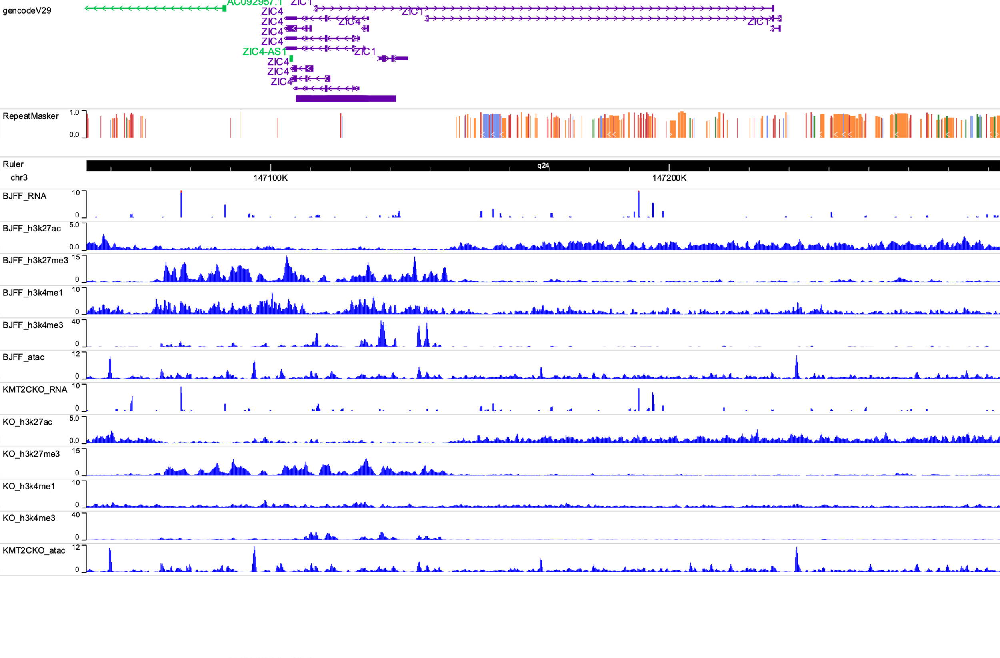 AC092957.1 ZIC1
gencodeV29
ZIC4 ZIC1
ZIC4 ZIC4 ZIC1
ZIC4
ZIC4
ZIC4-AS1 ZIC1
ZIC4
ZIC4
ZIC4
RepeatMasker 1.0
0.0
Ruler q24
chr3 147100K 147200K
BJFF_RNA 10
0
BJFF_h3k27ac 5.0
0.0
BJFF_h3k27me3 15
0
BJFF_h3k4me1 10
0
BJFF_h3k4me3 40
0
BJFF_atac 12
0
KMT2CKO_RNA 10
0
KO_h3k27ac 5.0
0.0
KO_h3k27me3 15
0
KO_h3k4me1 10
0
KO_h3k4me3 40
0
KMT2CKO_atac 12
0